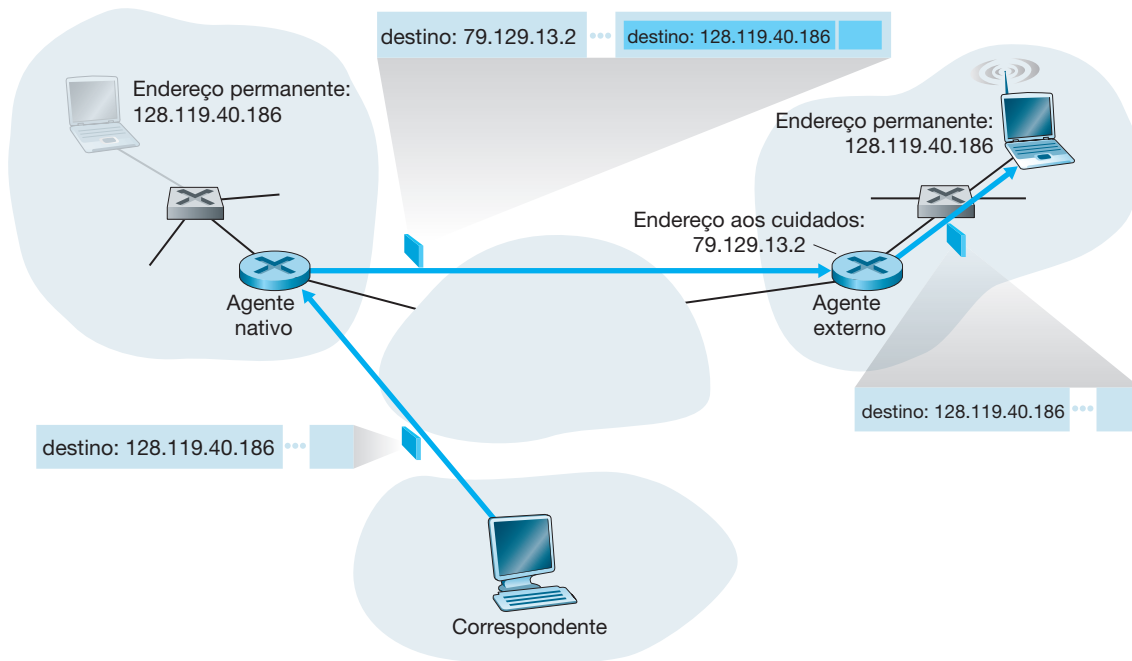 destino: 79.129.13.2
destino: 128.119.40.186
Endereço permanente:
128.119.40.186
Endereço permanente:
128.119.40.186
Endereço aos cuidados:
79.129.13.2
Agente
nativo
Agente
externo
destino: 128.119.40.186
destino: 128.119.40.186
Correspondente